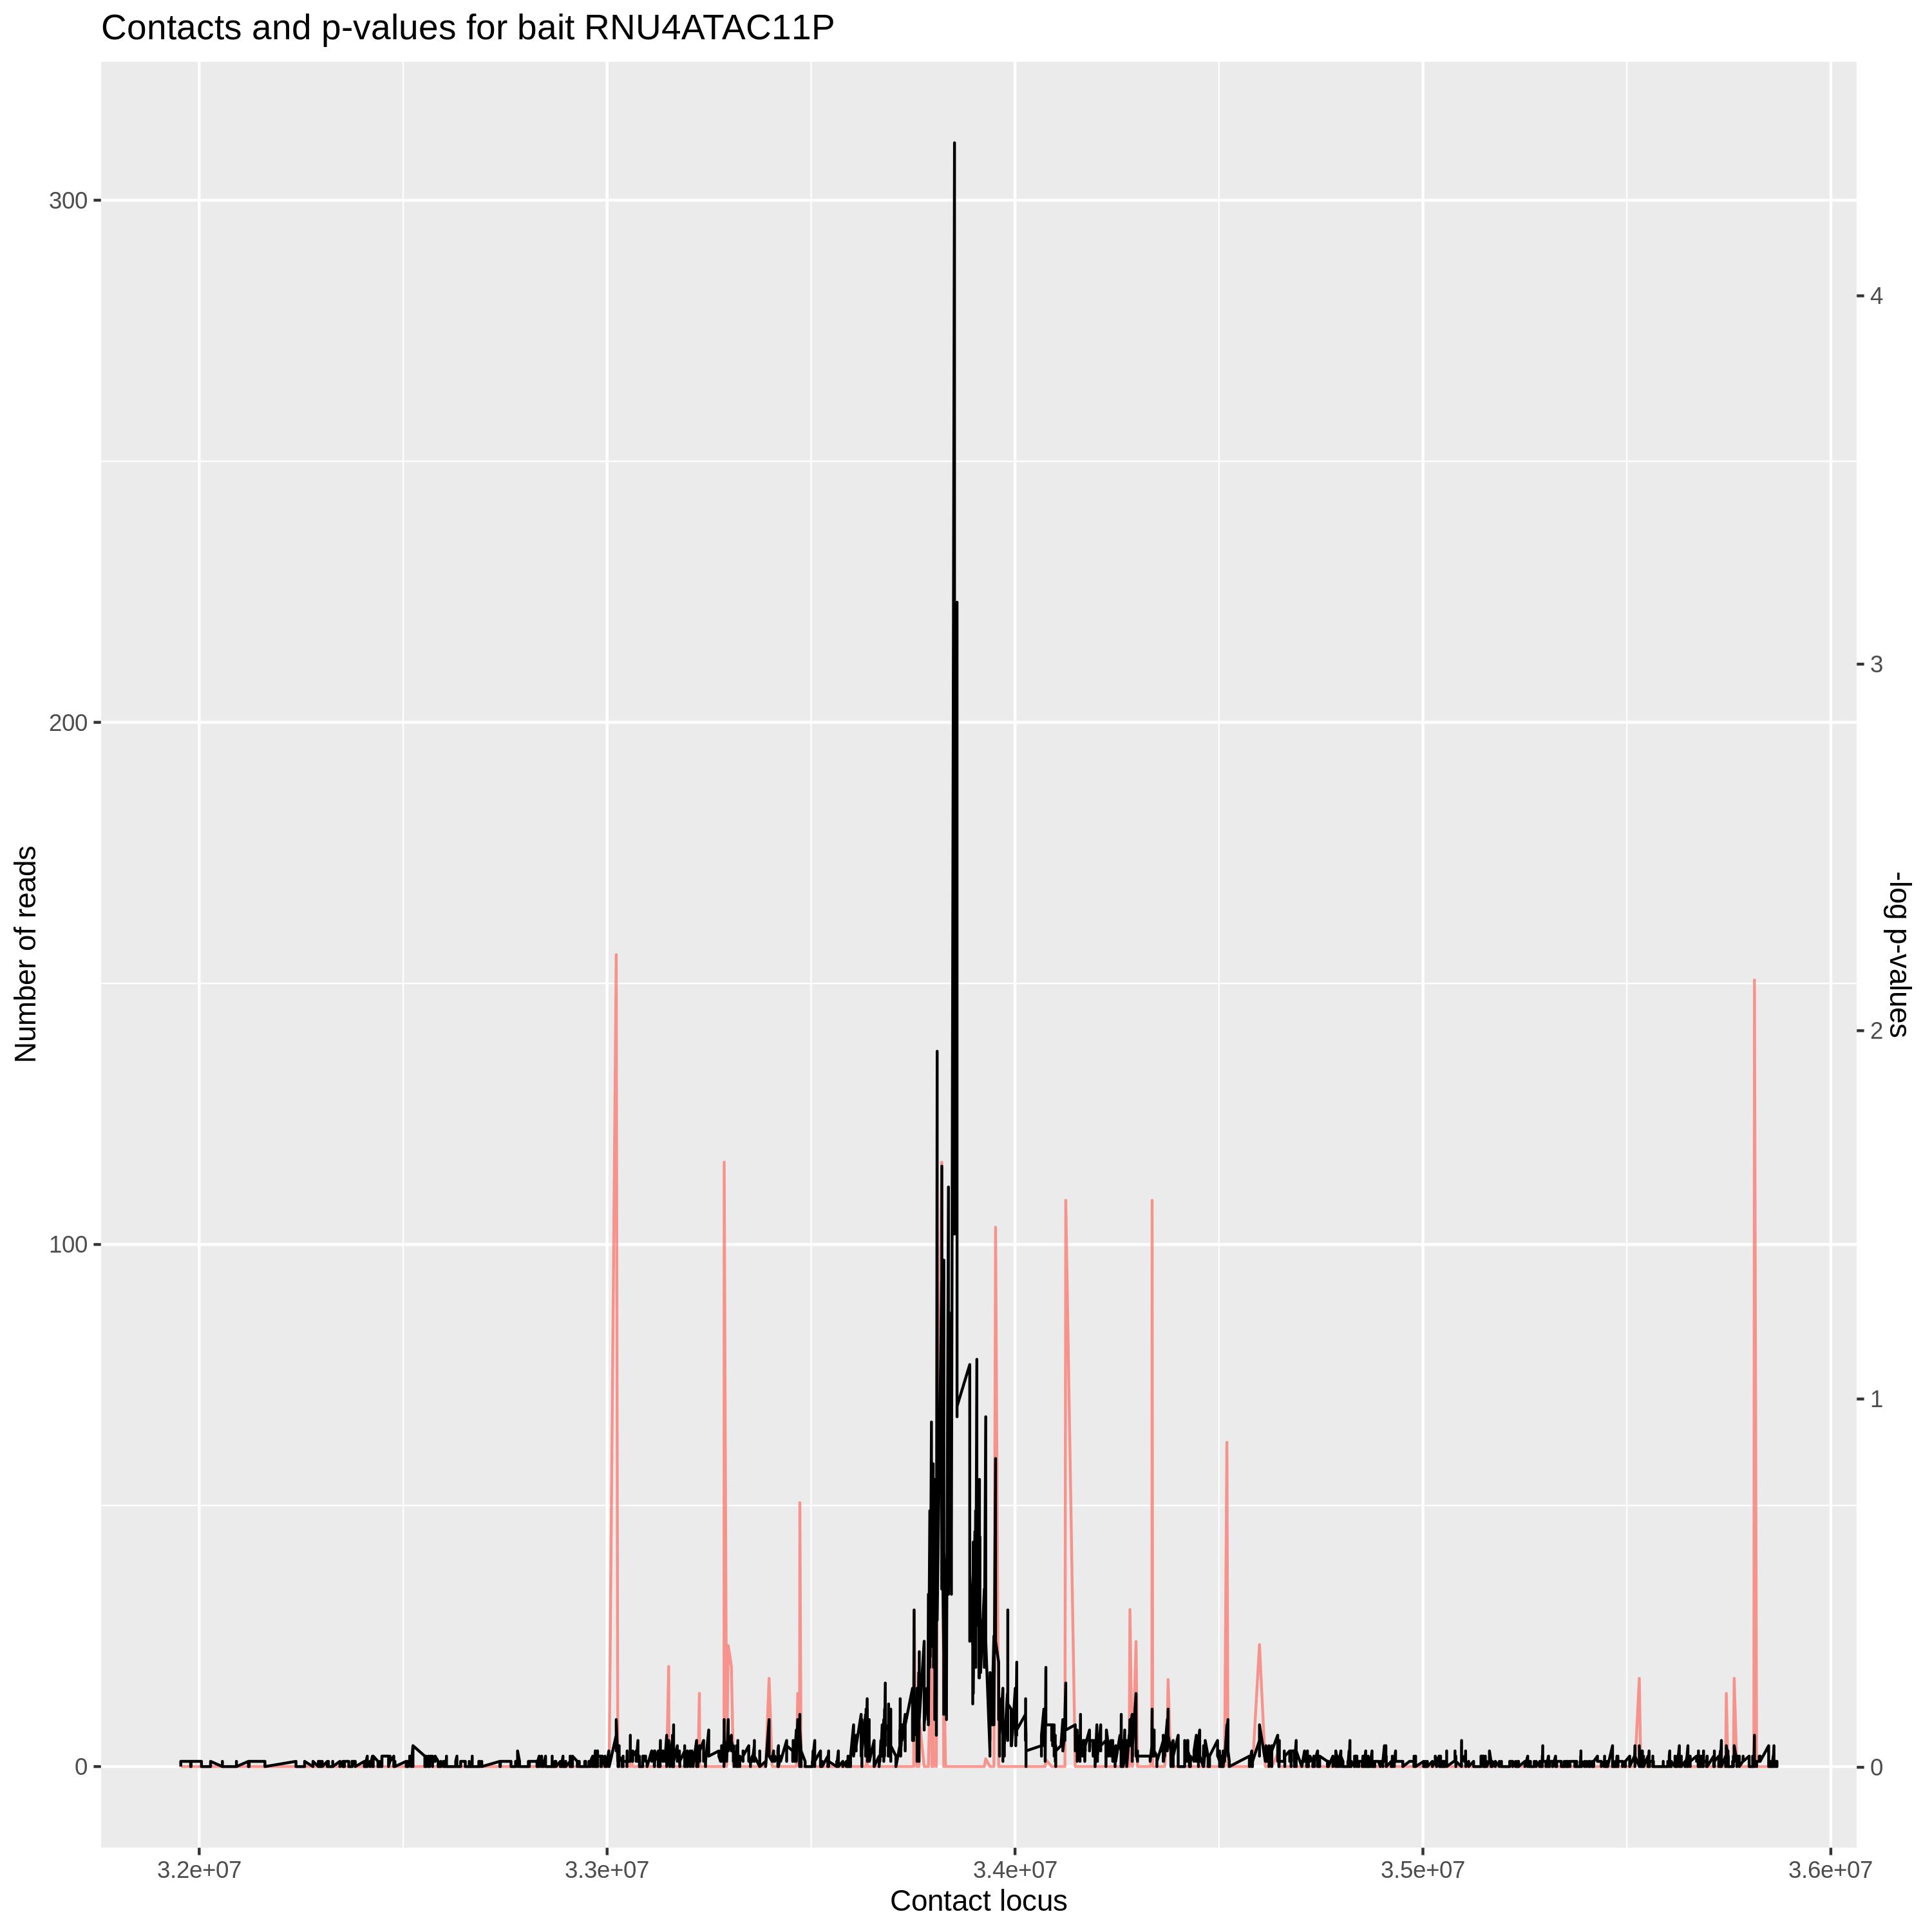 Contacts and p-values for bait RNU4ATAC11P
300
200
100
0
Number of reads
4
3
2
1
0
-log p-values
3.2e+07
3.3e+07
3.4e+07
3.5e+07
3.6e+07
Contact locus